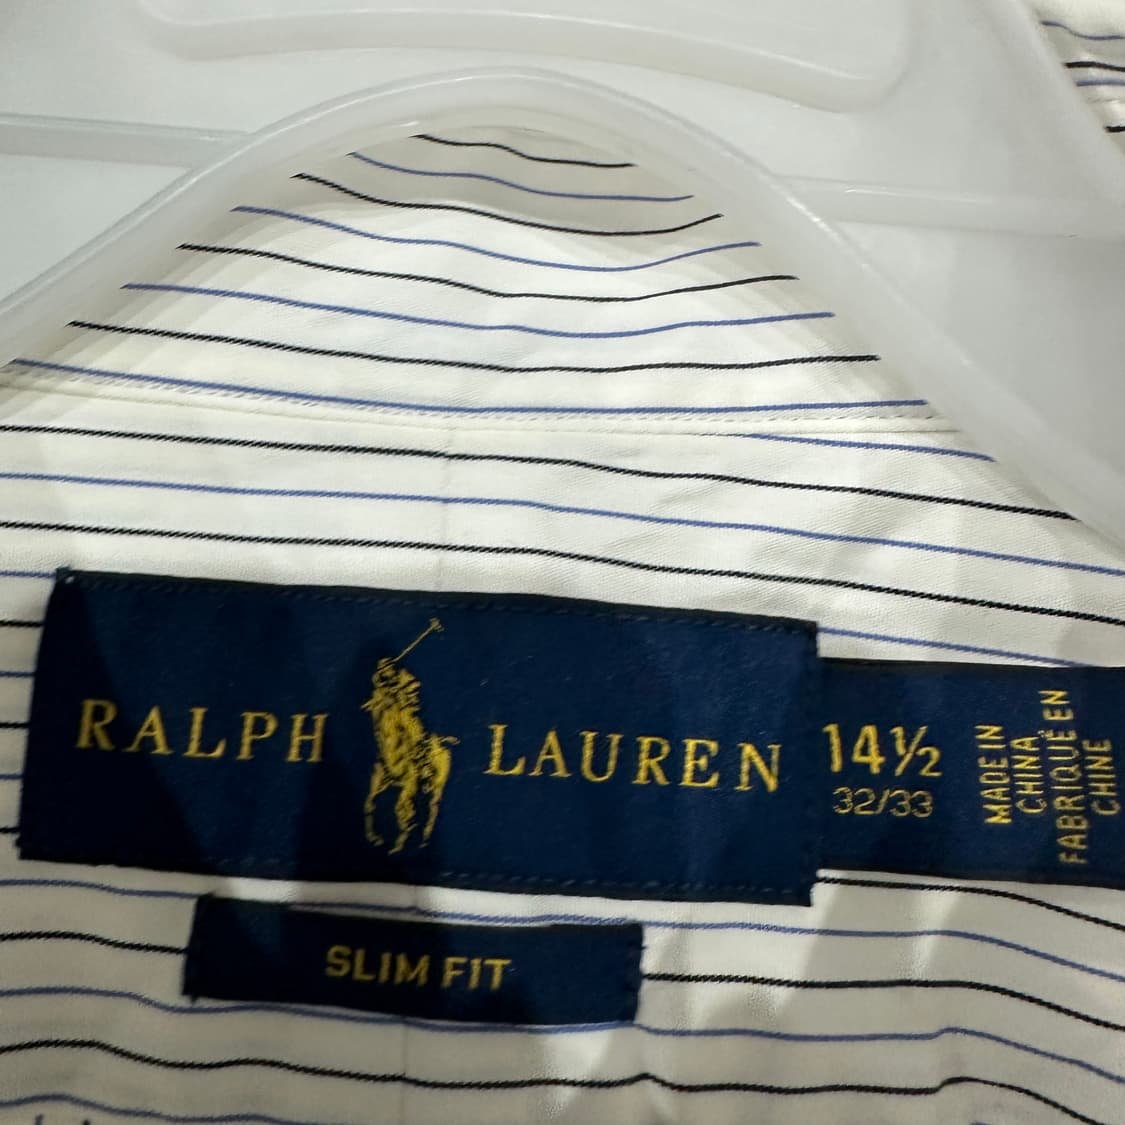 RALPH LAUREN
14½
32/33
MADE IN
CHINA
FABRIQUÉ EN
CHINE
SLIM FIT